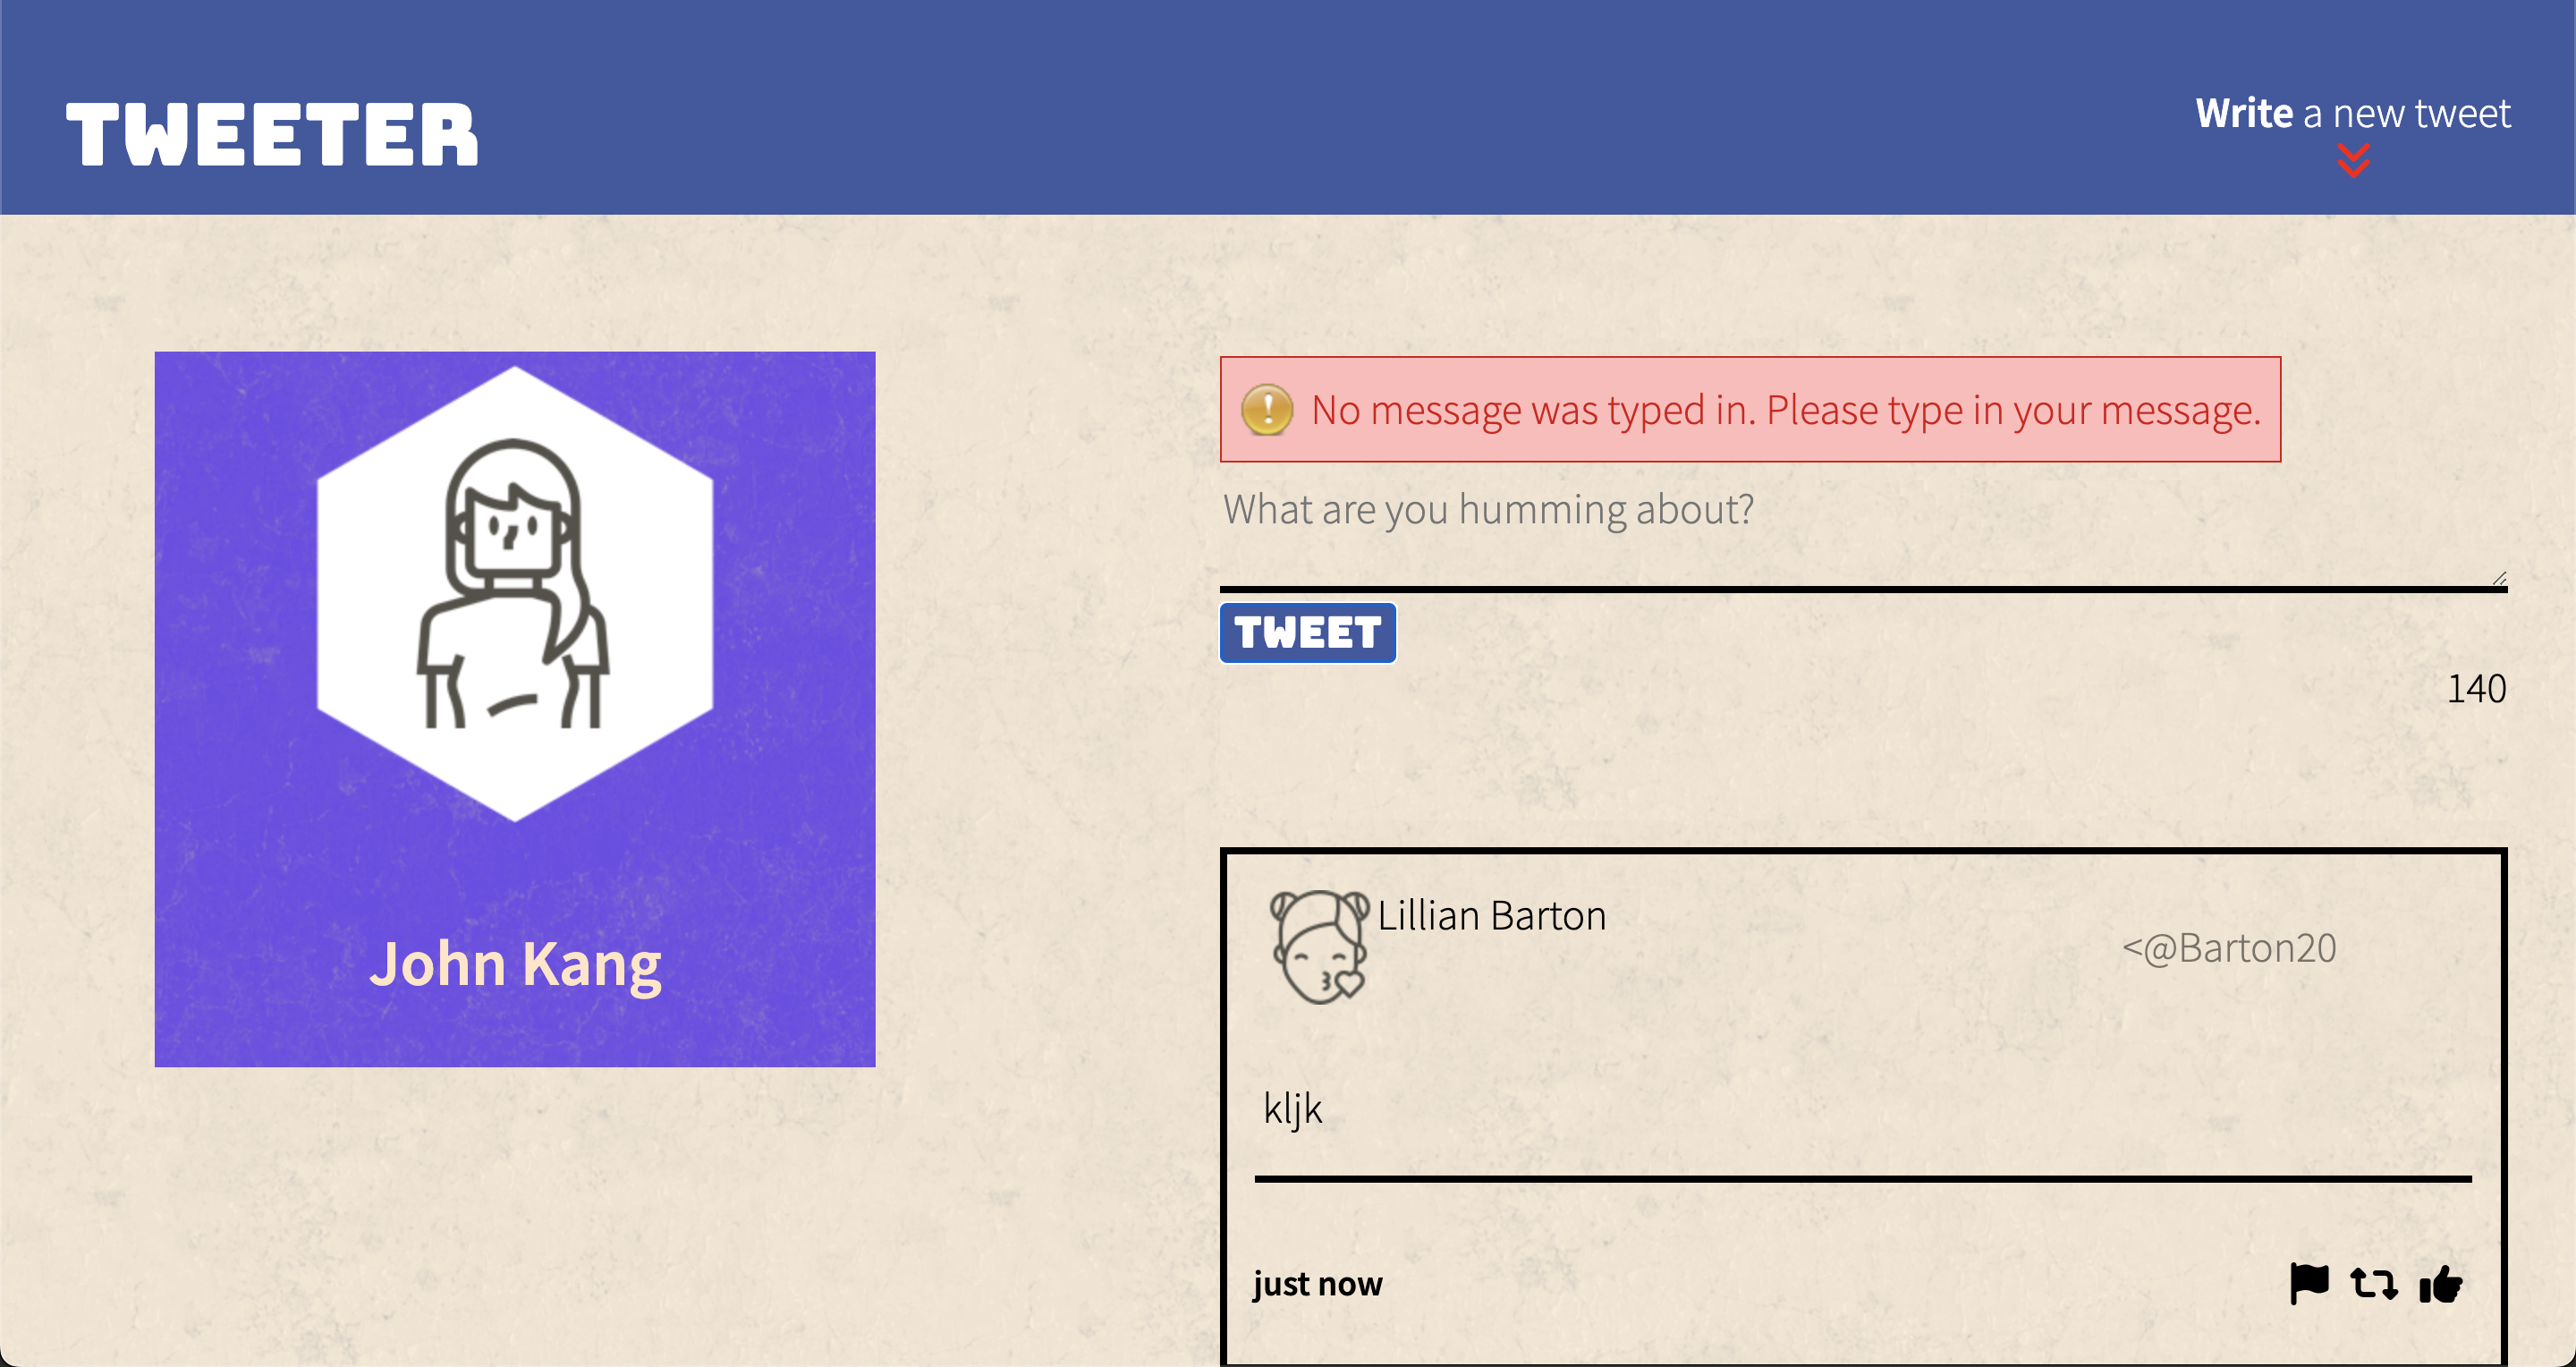 TWEETER
Write a new tweet
John Kang
No message was typed in. Please type in your message.
What are you humming about?
TWEET
140
Lillian Barton
<@Barton20
kljk
just now